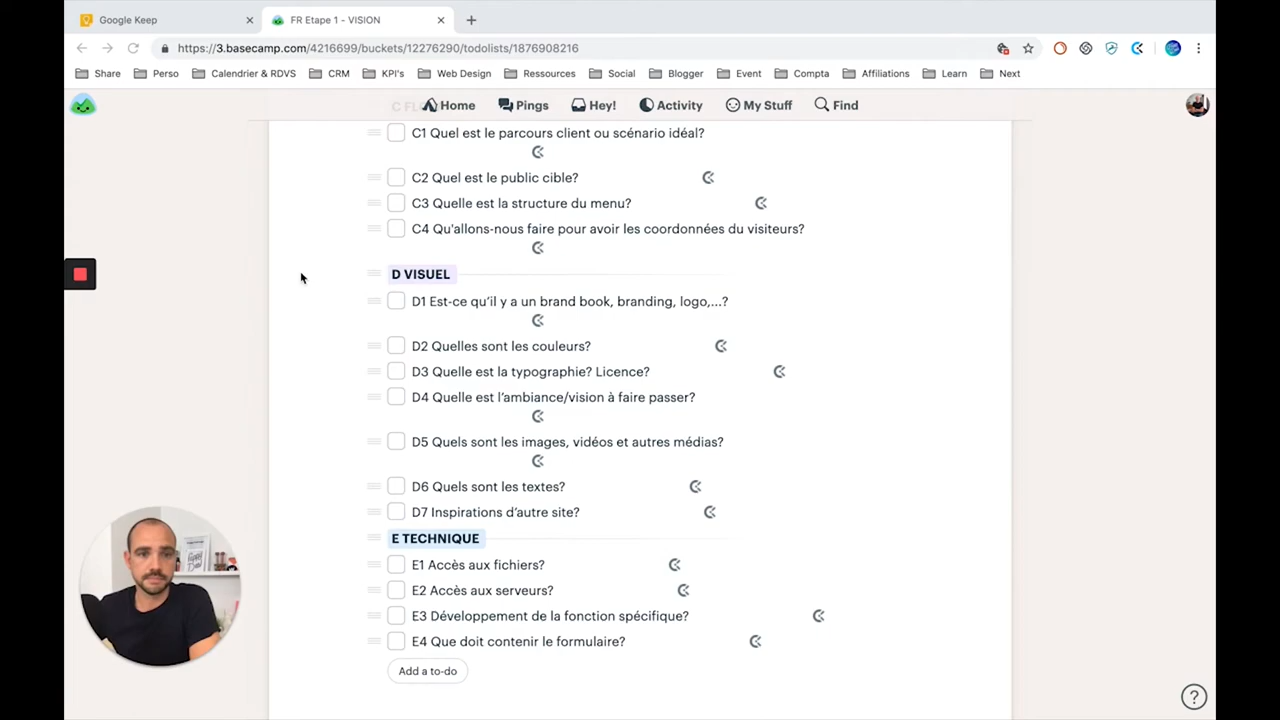 Google Keep
FR Etape 1 - VISION
https://3.basecamp.com/4216699/buckets/12276290/todolists/1876908216
Share
Perso
Calendrier & RDVS
CRM
KPI's
Web Design
Ressources
Social
Blogger
Event
Compta
Affiliations
Learn
Next
Home
Pings
Hey!
Activity
My Stuff
Find
C1 Quel est le parcours client ou scénario idéal?
C2 Quel est le public cible?
C3 Quelle est la structure du menu?
C4 Qu'allons-nous faire pour avoir les coordonnées du visiteurs?
D VISUEL
D1 Est-ce qu'il y a un brand book, branding, logo,...?
D2 Quelles sont les couleurs?
D3 Quelle est la typographie? Licence?
D4 Quelle est l'ambiance/vision à faire passer?
D5 Quels sont les images, vidéos et autres médias?
D6 Quels sont les textes?
D7 Inspirations d'autre site?
E TECHNIQUE
E1 Accès aux fichiers?
E2 Accès aux serveurs?
E3 Développement de la fonction spécifique?
E4 Que doit contenir le formulaire?
Add a to-do
?